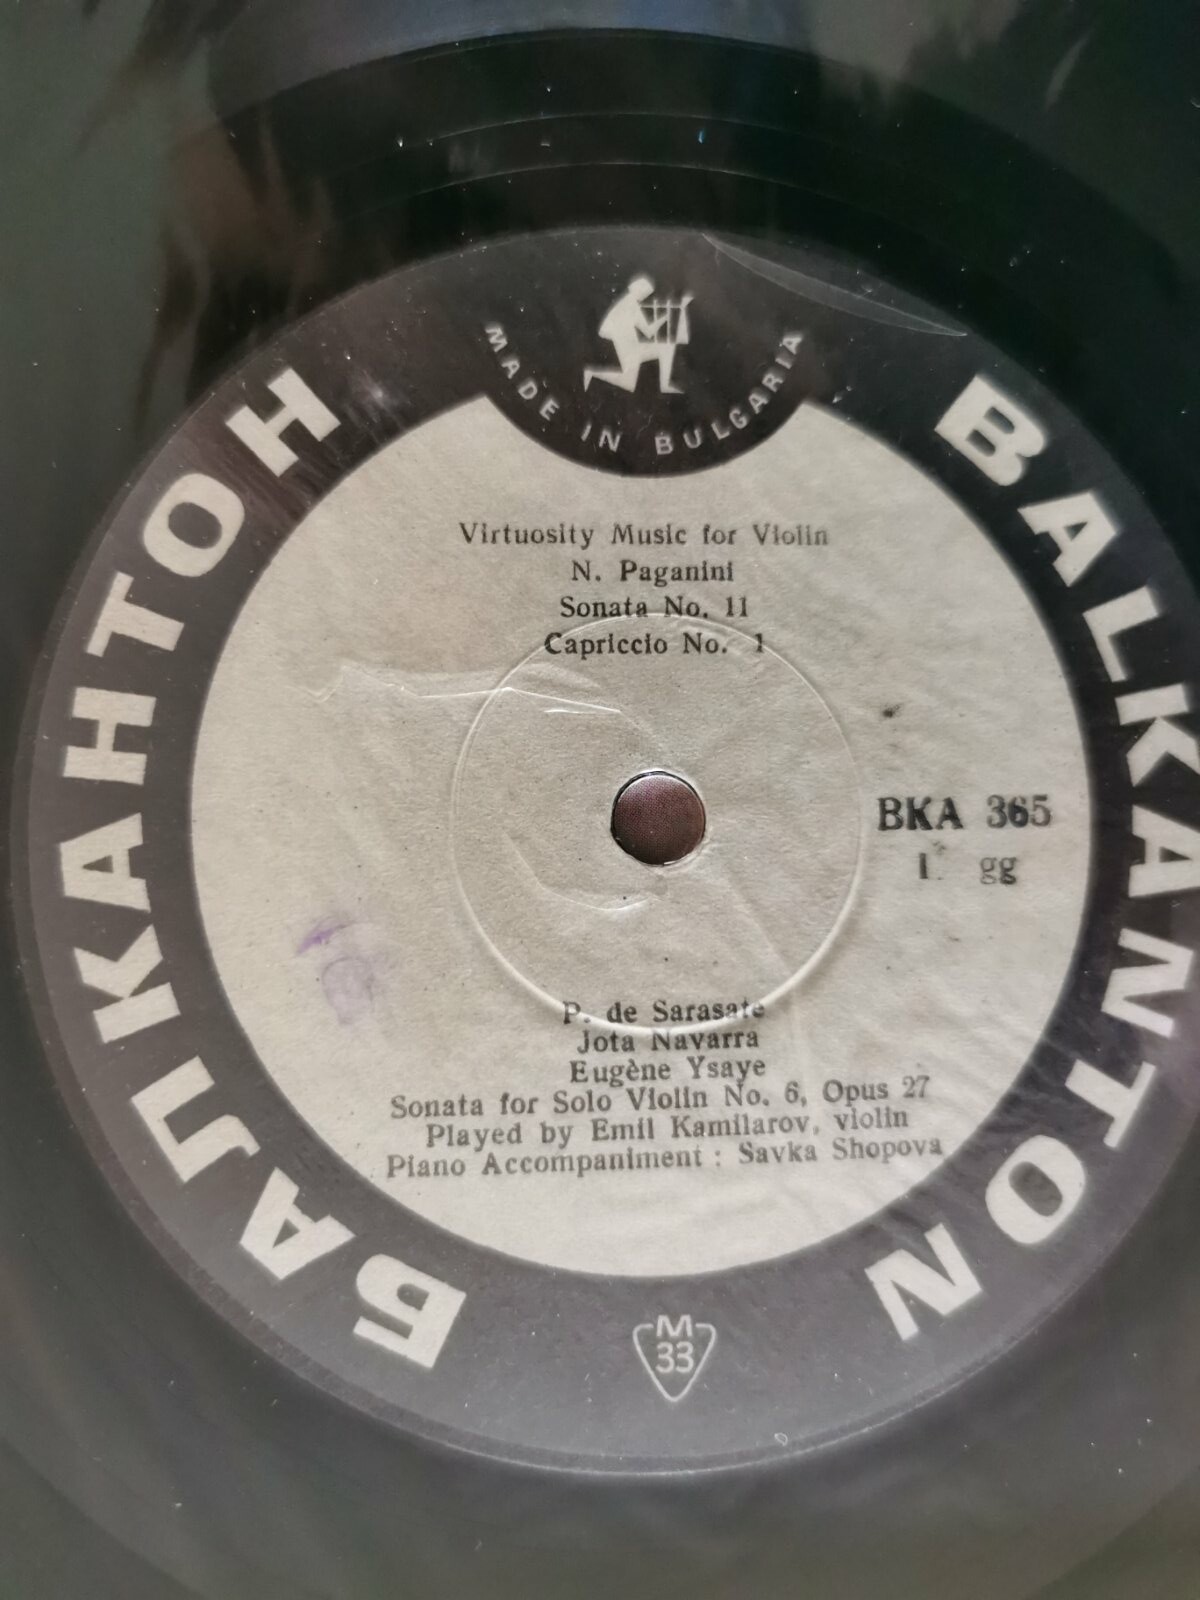 MADE IN BULGARIA
БАЛКАНТОН
BALKANTON
Virtuosity Music for Violin
N. Paganini
Sonata No. 11
Capriccio No. 1
BKA 365
I. gg
P. de Sarasate
Jota Navarra
Eugène Ysaye
Sonata for Solo Violin No. 6, Opus 27
Played by Emil Kamilarov, violin
Piano Accompaniment : Savka Shopova
M
33